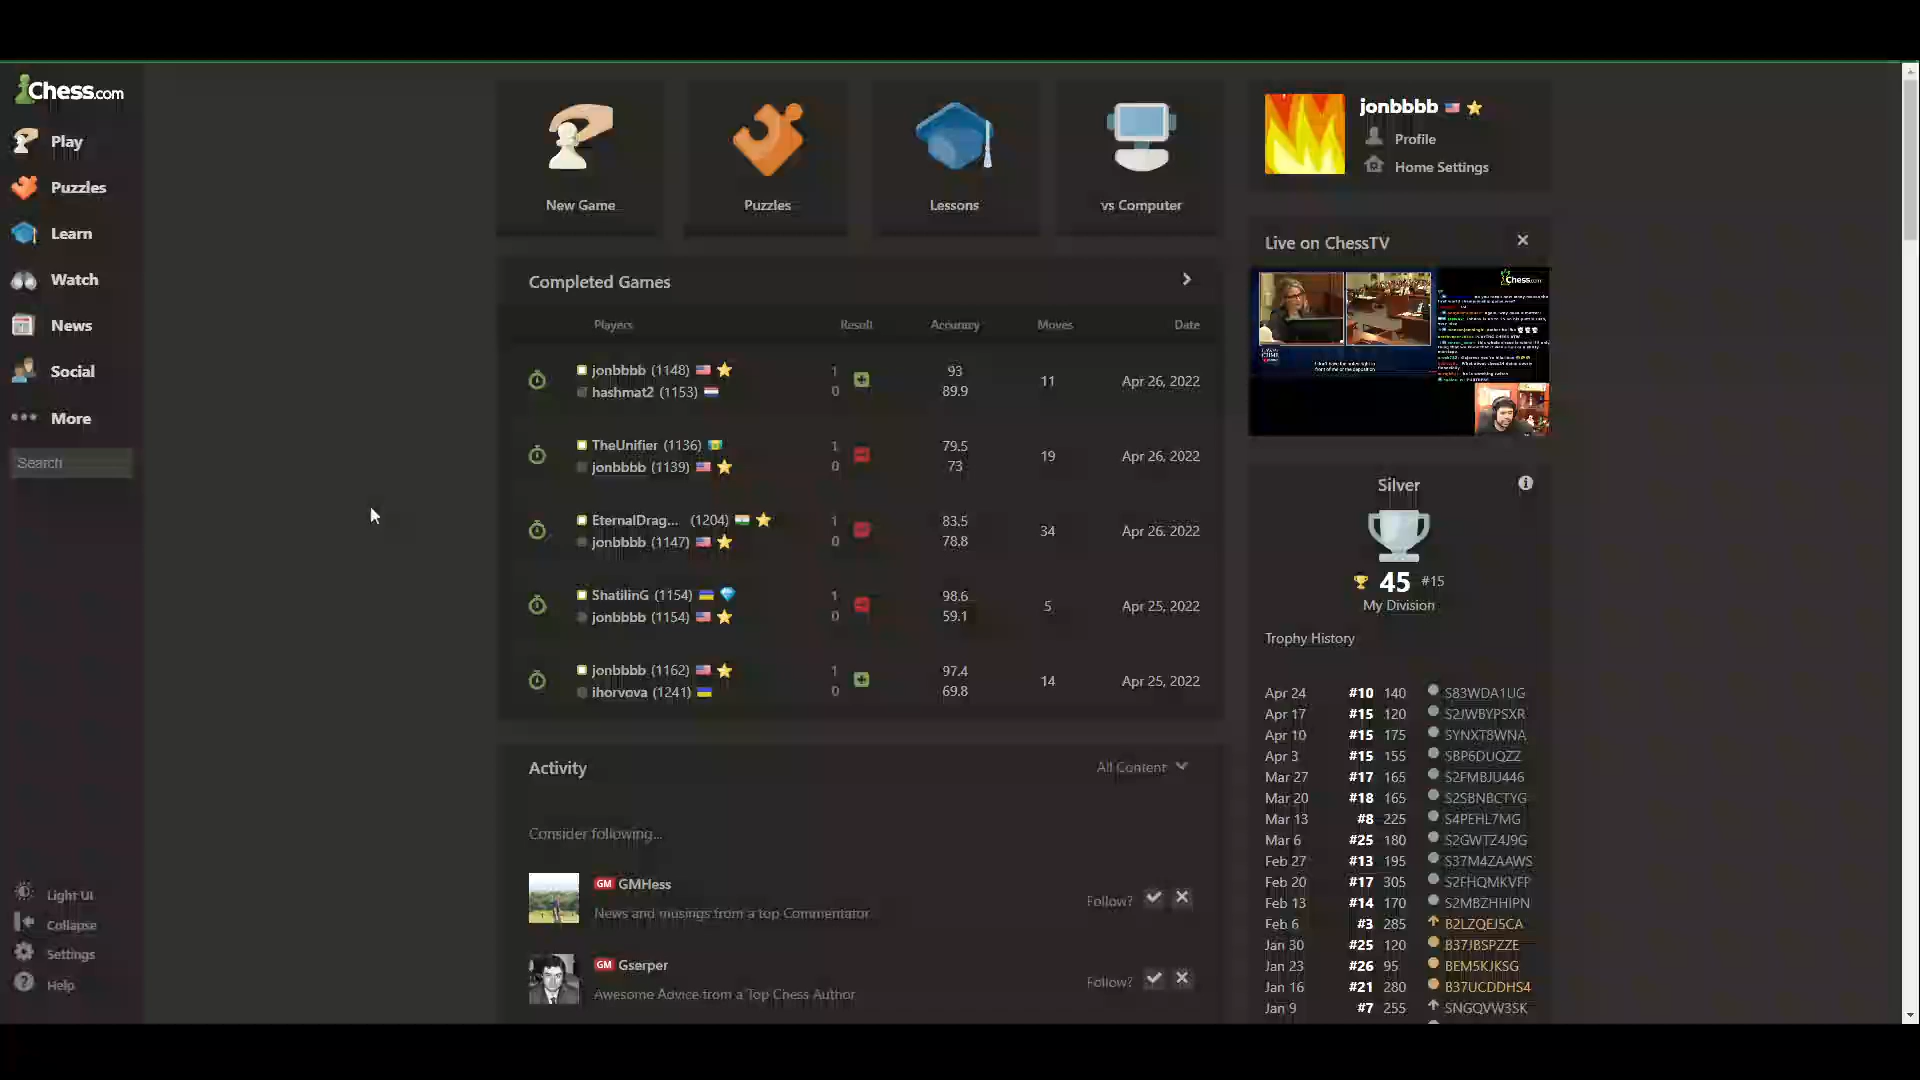 Chess.com
Play
Puzzles
Learn
Watch
News
Social
More
Search
Light UI
Collapse
Settings
Help
New Game
Puzzles
Lessons
vs Computer
Completed Games
Players Result Accuracy Moves Date
jonbbbb (1148) 1 93
hashmat2 (1153) 0 89.9
11 Apr 26, 2022
TheUnifier (1136) 1 79.5
jonbbbb (1139) 0 73
19 Apr 26, 2022
EternalDrag... (1204) 1 83.5
jonbbbb (1147) 0 78.8
34 Apr 26, 2022
ShatilinG (1154) 1 98.6
jonbbbb (1154) 0 59.1
5 Apr 25, 2022
jonbbbb (1162) 1 97.4
ihorvova (1241) 0 69.8
14 Apr 25, 2022
Activity All Content
Consider following...
GM GMHess
News and musings from a top Commentator
Follow?
GM Gserper
Awesome Advice from a Top Chess Author
Follow?
jonbbbb
Profile
Home Settings
Live on ChessTV
Chess.com
Silver
45 #15
My Division
Trophy History
Apr 24 #10 140 S83WDA1UG
Apr 17 #15 120 S2JWBYPSXR
Apr 10 #15 175 SYNXT8WNA
Apr 3 #15 155 SBP6DUQZZ
Mar 27 #17 165 S2FMBJU446
Mar 20 #18 165 S2SBNBCTYG
Mar 13 #8 225 S4PEHL7MG
Mar 6 #25 180 S2GWTZ4J9G
Feb 27 #13 195 S37M4ZAAWS
Feb 20 #17 305 S2FHQMKVFP
Feb 13 #14 170 S2MBZHHIPN
Feb 6 #3 285 B2LZQEJ5CA
Jan 30 #25 120 B37JBSPZZE
Jan 23 #26 95 BEM5KJKSG
Jan 16 #21 280 B37UCDDHS4
Jan 9 #7 255 SNGQVW3SK